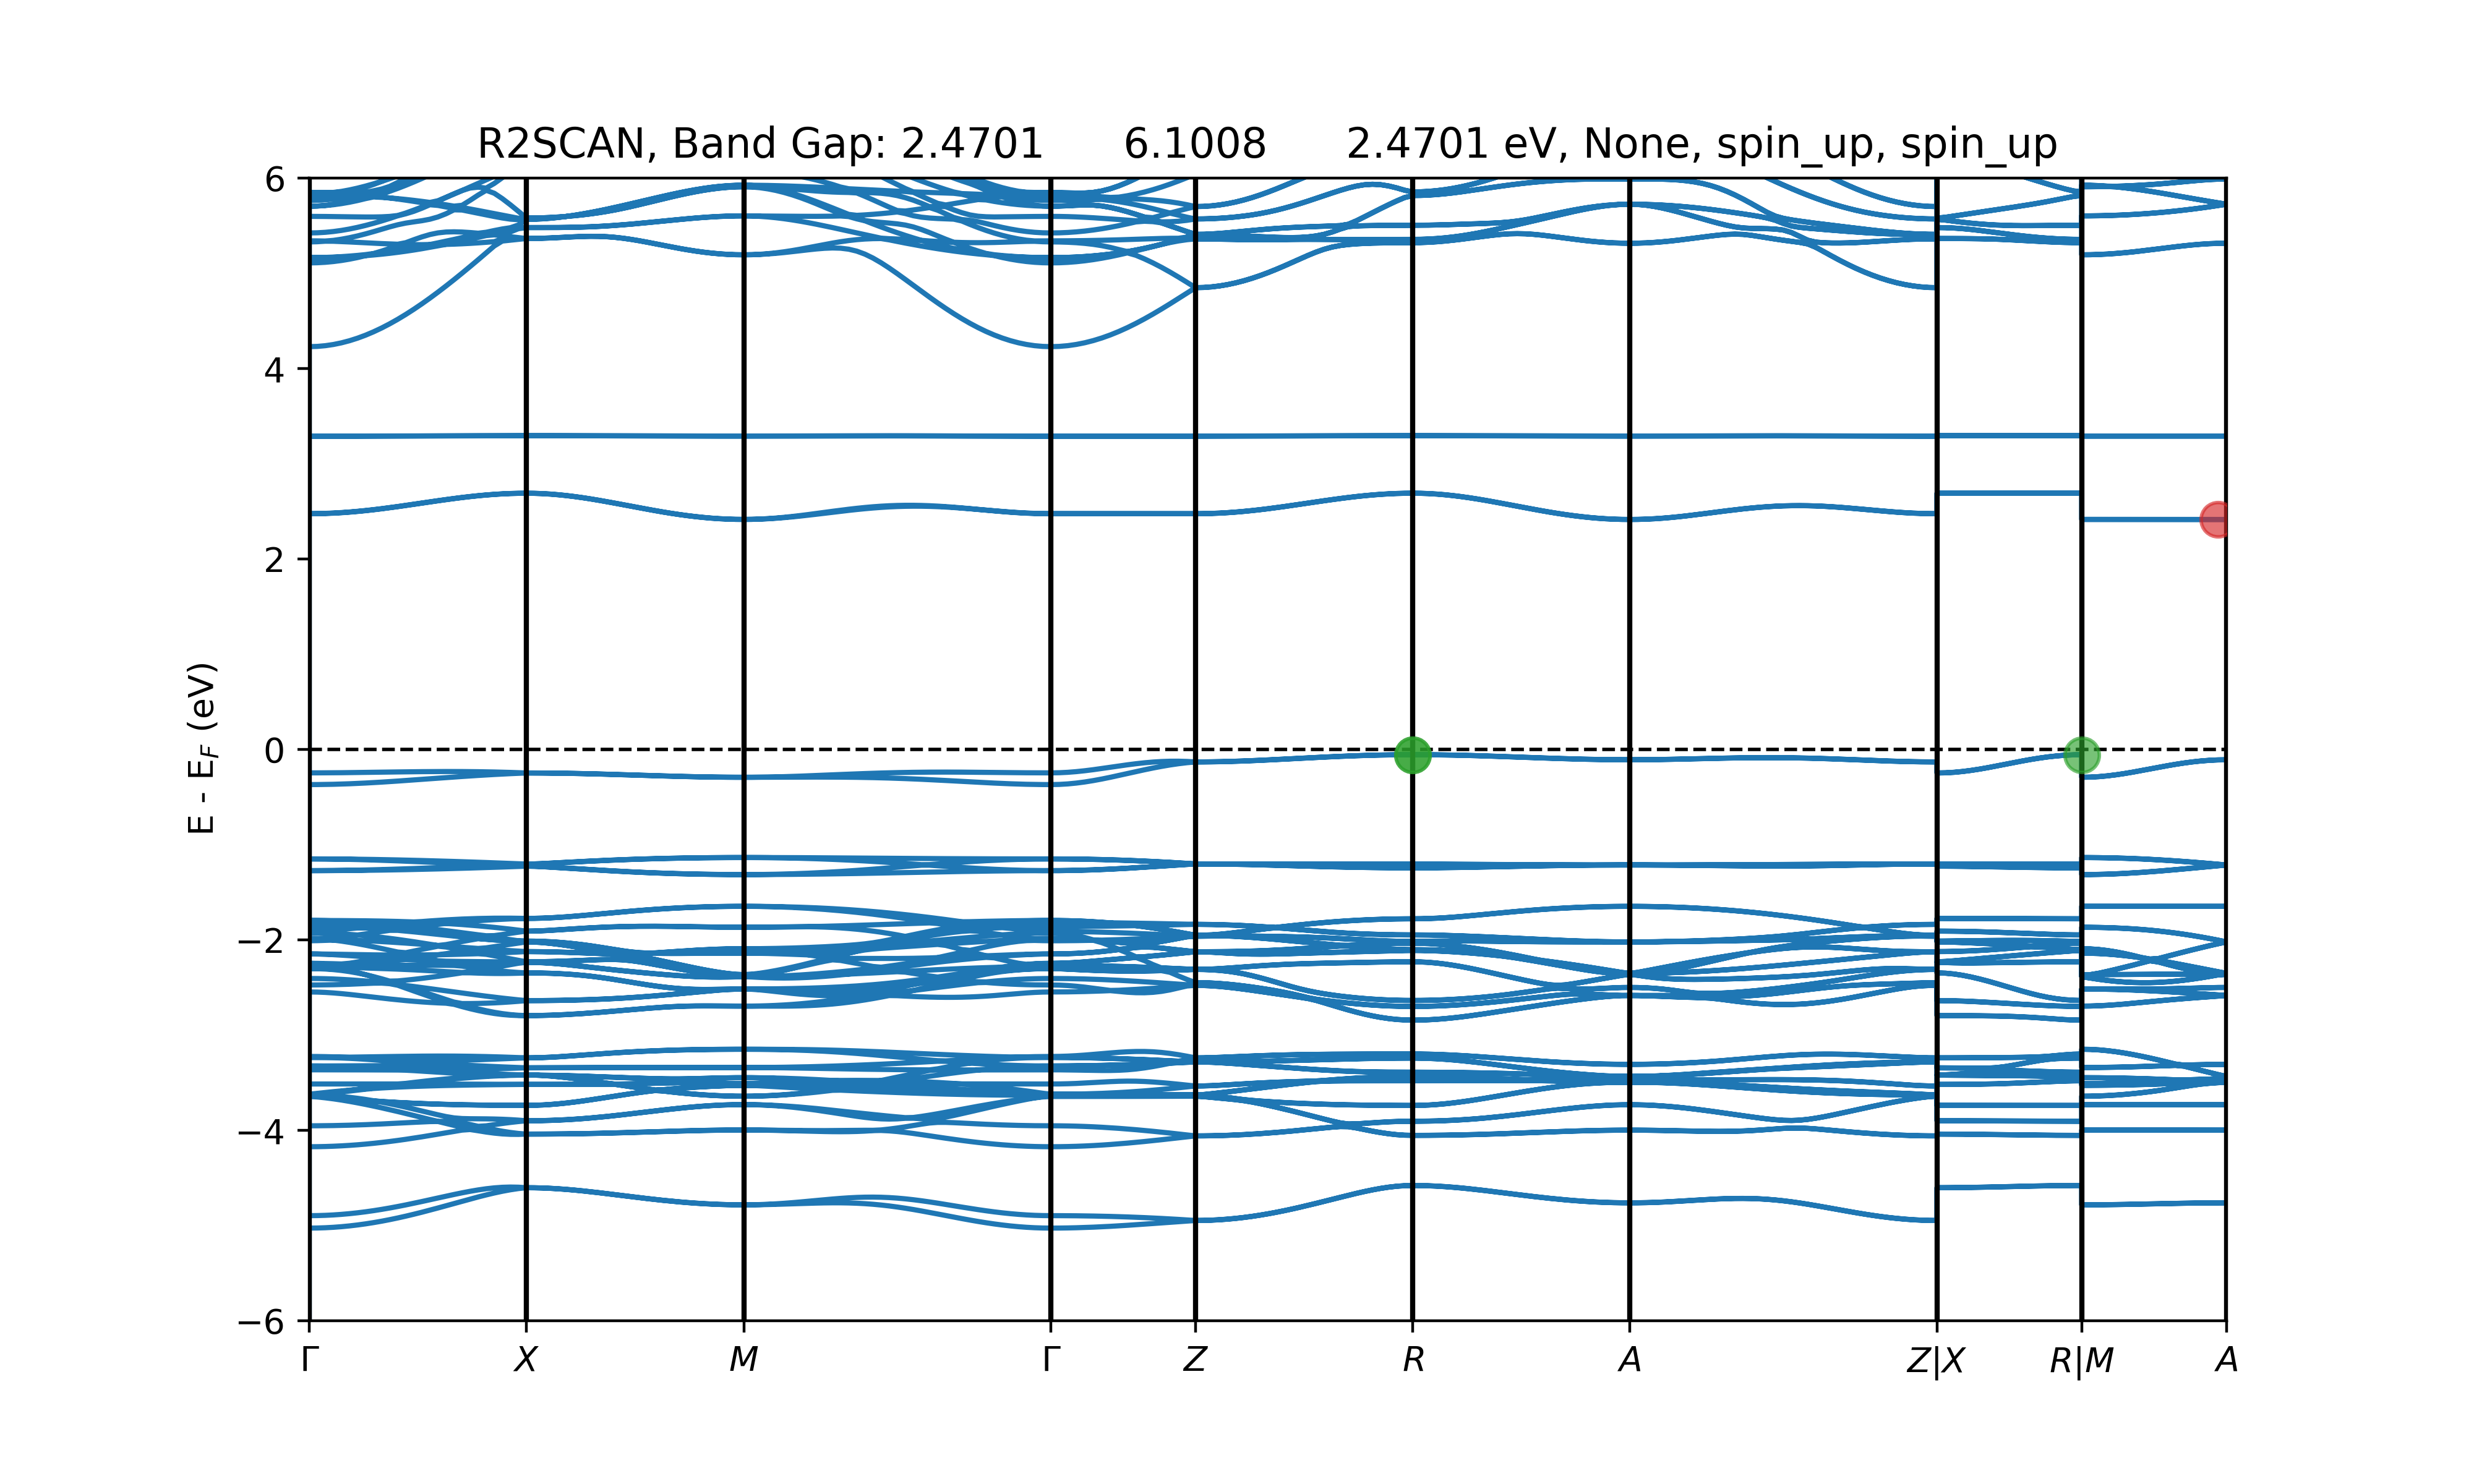 R2SCAN, Band Gap: 2.4701 6.1008 2.4701 eV, None, spin_up, spin_up
6
4
2
0
−2
−4
−6
E - E_F (eV)
Γ X M Γ Z R A Z|X R|M A